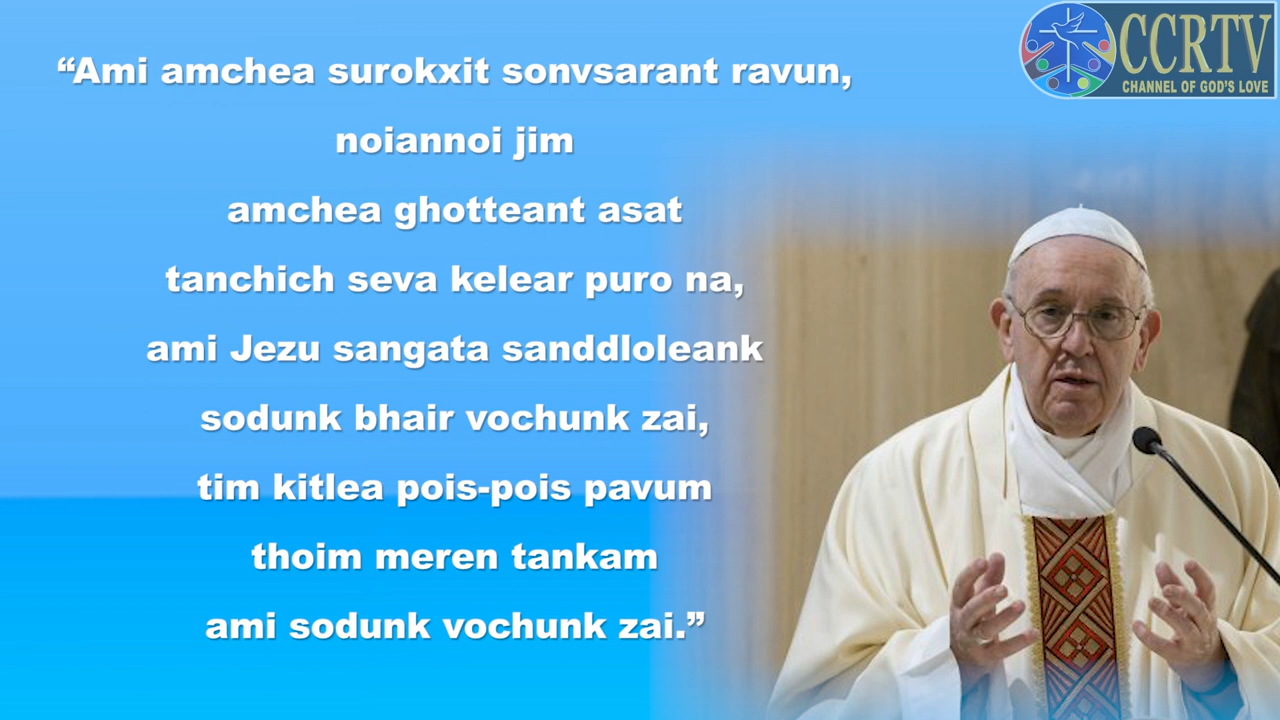 “Ami amchea surokxit sonvsarant ravun,
noiannoi jim
amchea ghotteant asat
tanchich seva kelear puro na,
ami Jezu sangata sanddloleank
sodunk bhair vochunk zai,
tim kitlea pois-pois pavum
thoim meren tankam
ami sodunk vochunk zai.”
CCRTV
CHANNEL OF GOD'S LOVE